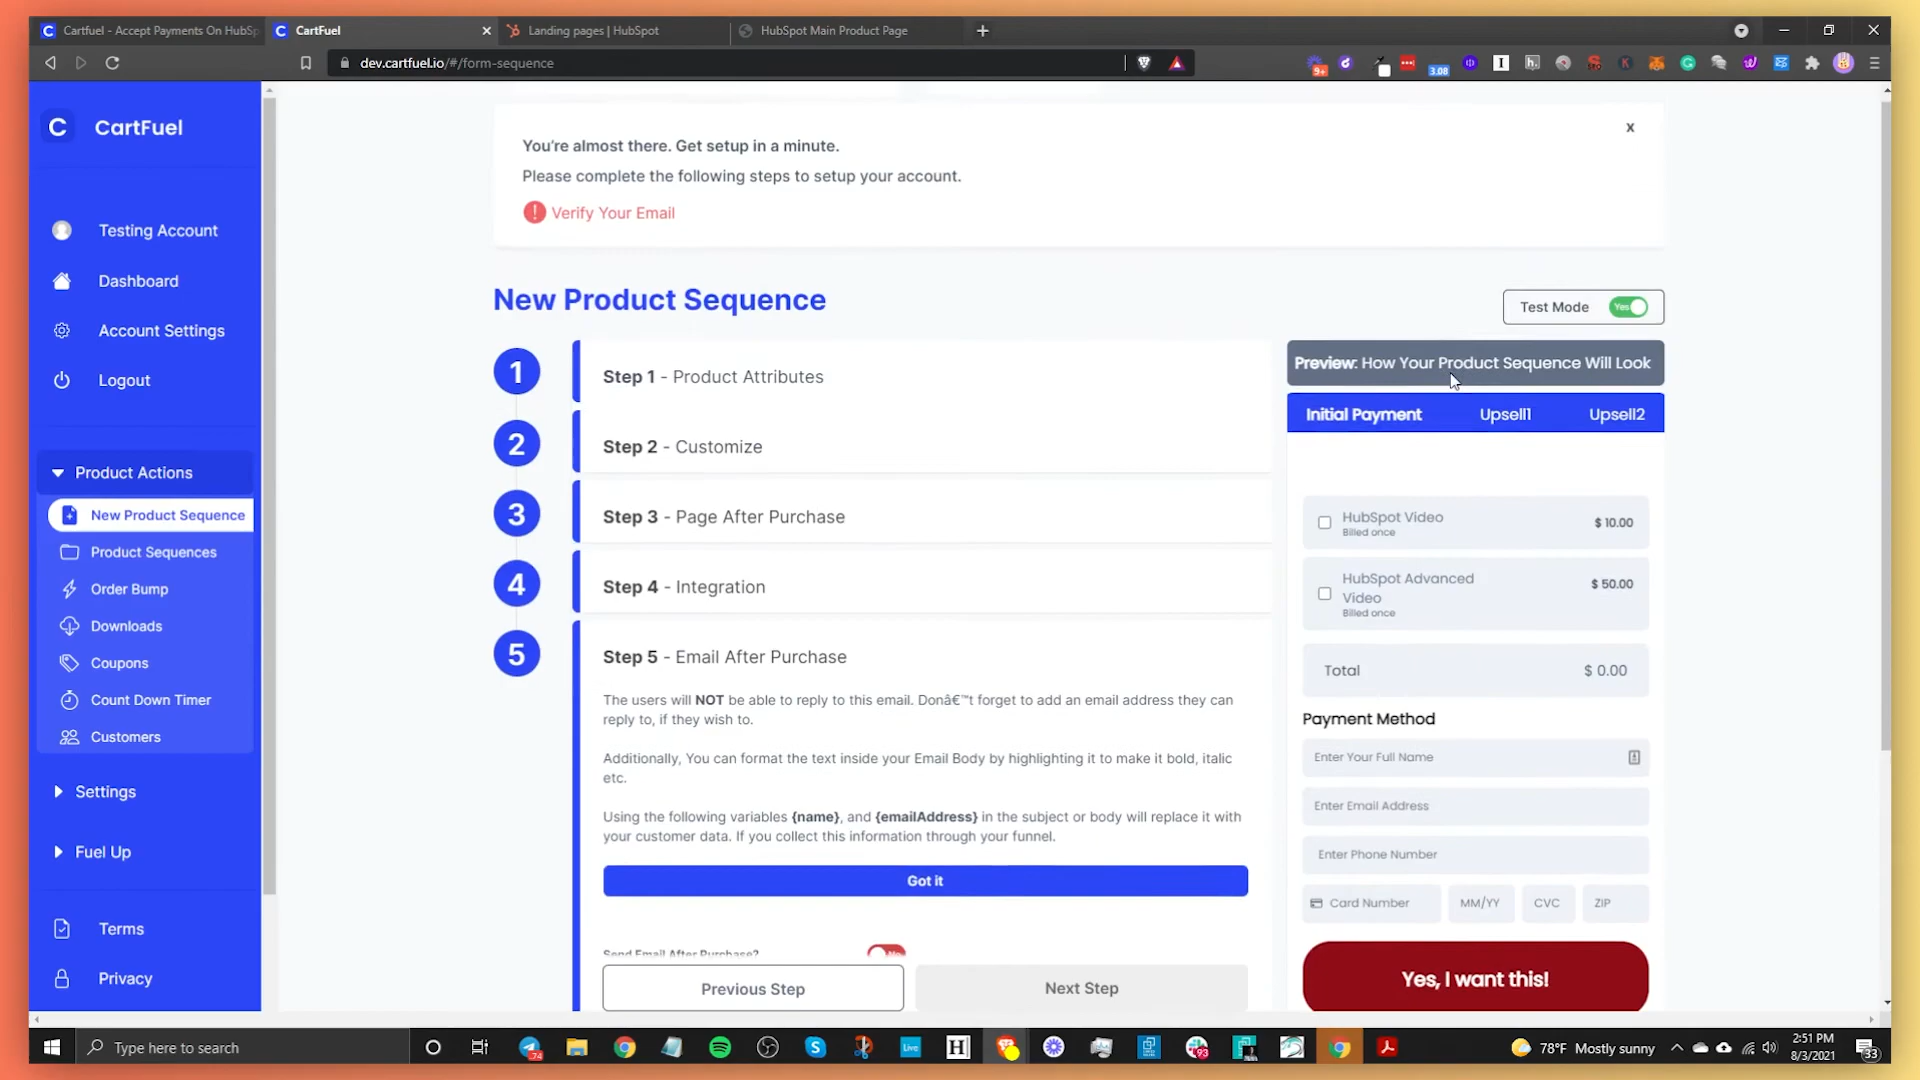 Cartfuel - Accept Payments On HubSp
CartFuel
Landing pages | HubSpot
HubSpot Main Product Page
dev.cartfuel.io/#/form-sequence
9+
3.08
C CartFuel
Testing Account
Dashboard
Account Settings
Logout
Product Actions
New Product Sequence
Product Sequences
Order Bump
Downloads
Coupons
Count Down Timer
Customers
Settings
Fuel Up
Terms
Privacy
You're almost there. Get setup in a minute.
x
Please complete the following steps to setup your account.
Verify Your Email
New Product Sequence
Test Mode Yes
1
Step 1 - Product Attributes
2
Step 2 - Customize
3
Step 3 - Page After Purchase
4
Step 4 - Integration
5
Step 5 - Email After Purchase
The users will NOT be able to reply to this email. Donâ€™t forget to add an email address they can
reply to, if they wish to.
Additionally, You can format the text inside your Email Body by highlighting it to make it bold, italic
etc.
Using the following variables {name}, and {emailAddress} in the subject or body will replace it with
your customer data. If you collect this information through your funnel.
Got it
Send Email After Purchase? No
Previous Step
Next Step
Preview: How Your Product Sequence Will Look
Initial Payment Upsell1 Upsell2
HubSpot Video $ 10.00
Billed once
HubSpot Advanced $ 50.00
Video
Billed once
Total $ 0.00
Payment Method
Enter Your Full Name
Enter Email Address
Enter Phone Number
Card Number MM/YY CVC ZIP
Yes, I want this!
Type here to search
74
Live
H
93
78°F Mostly sunny
2:51 PM
8/3/2021
33